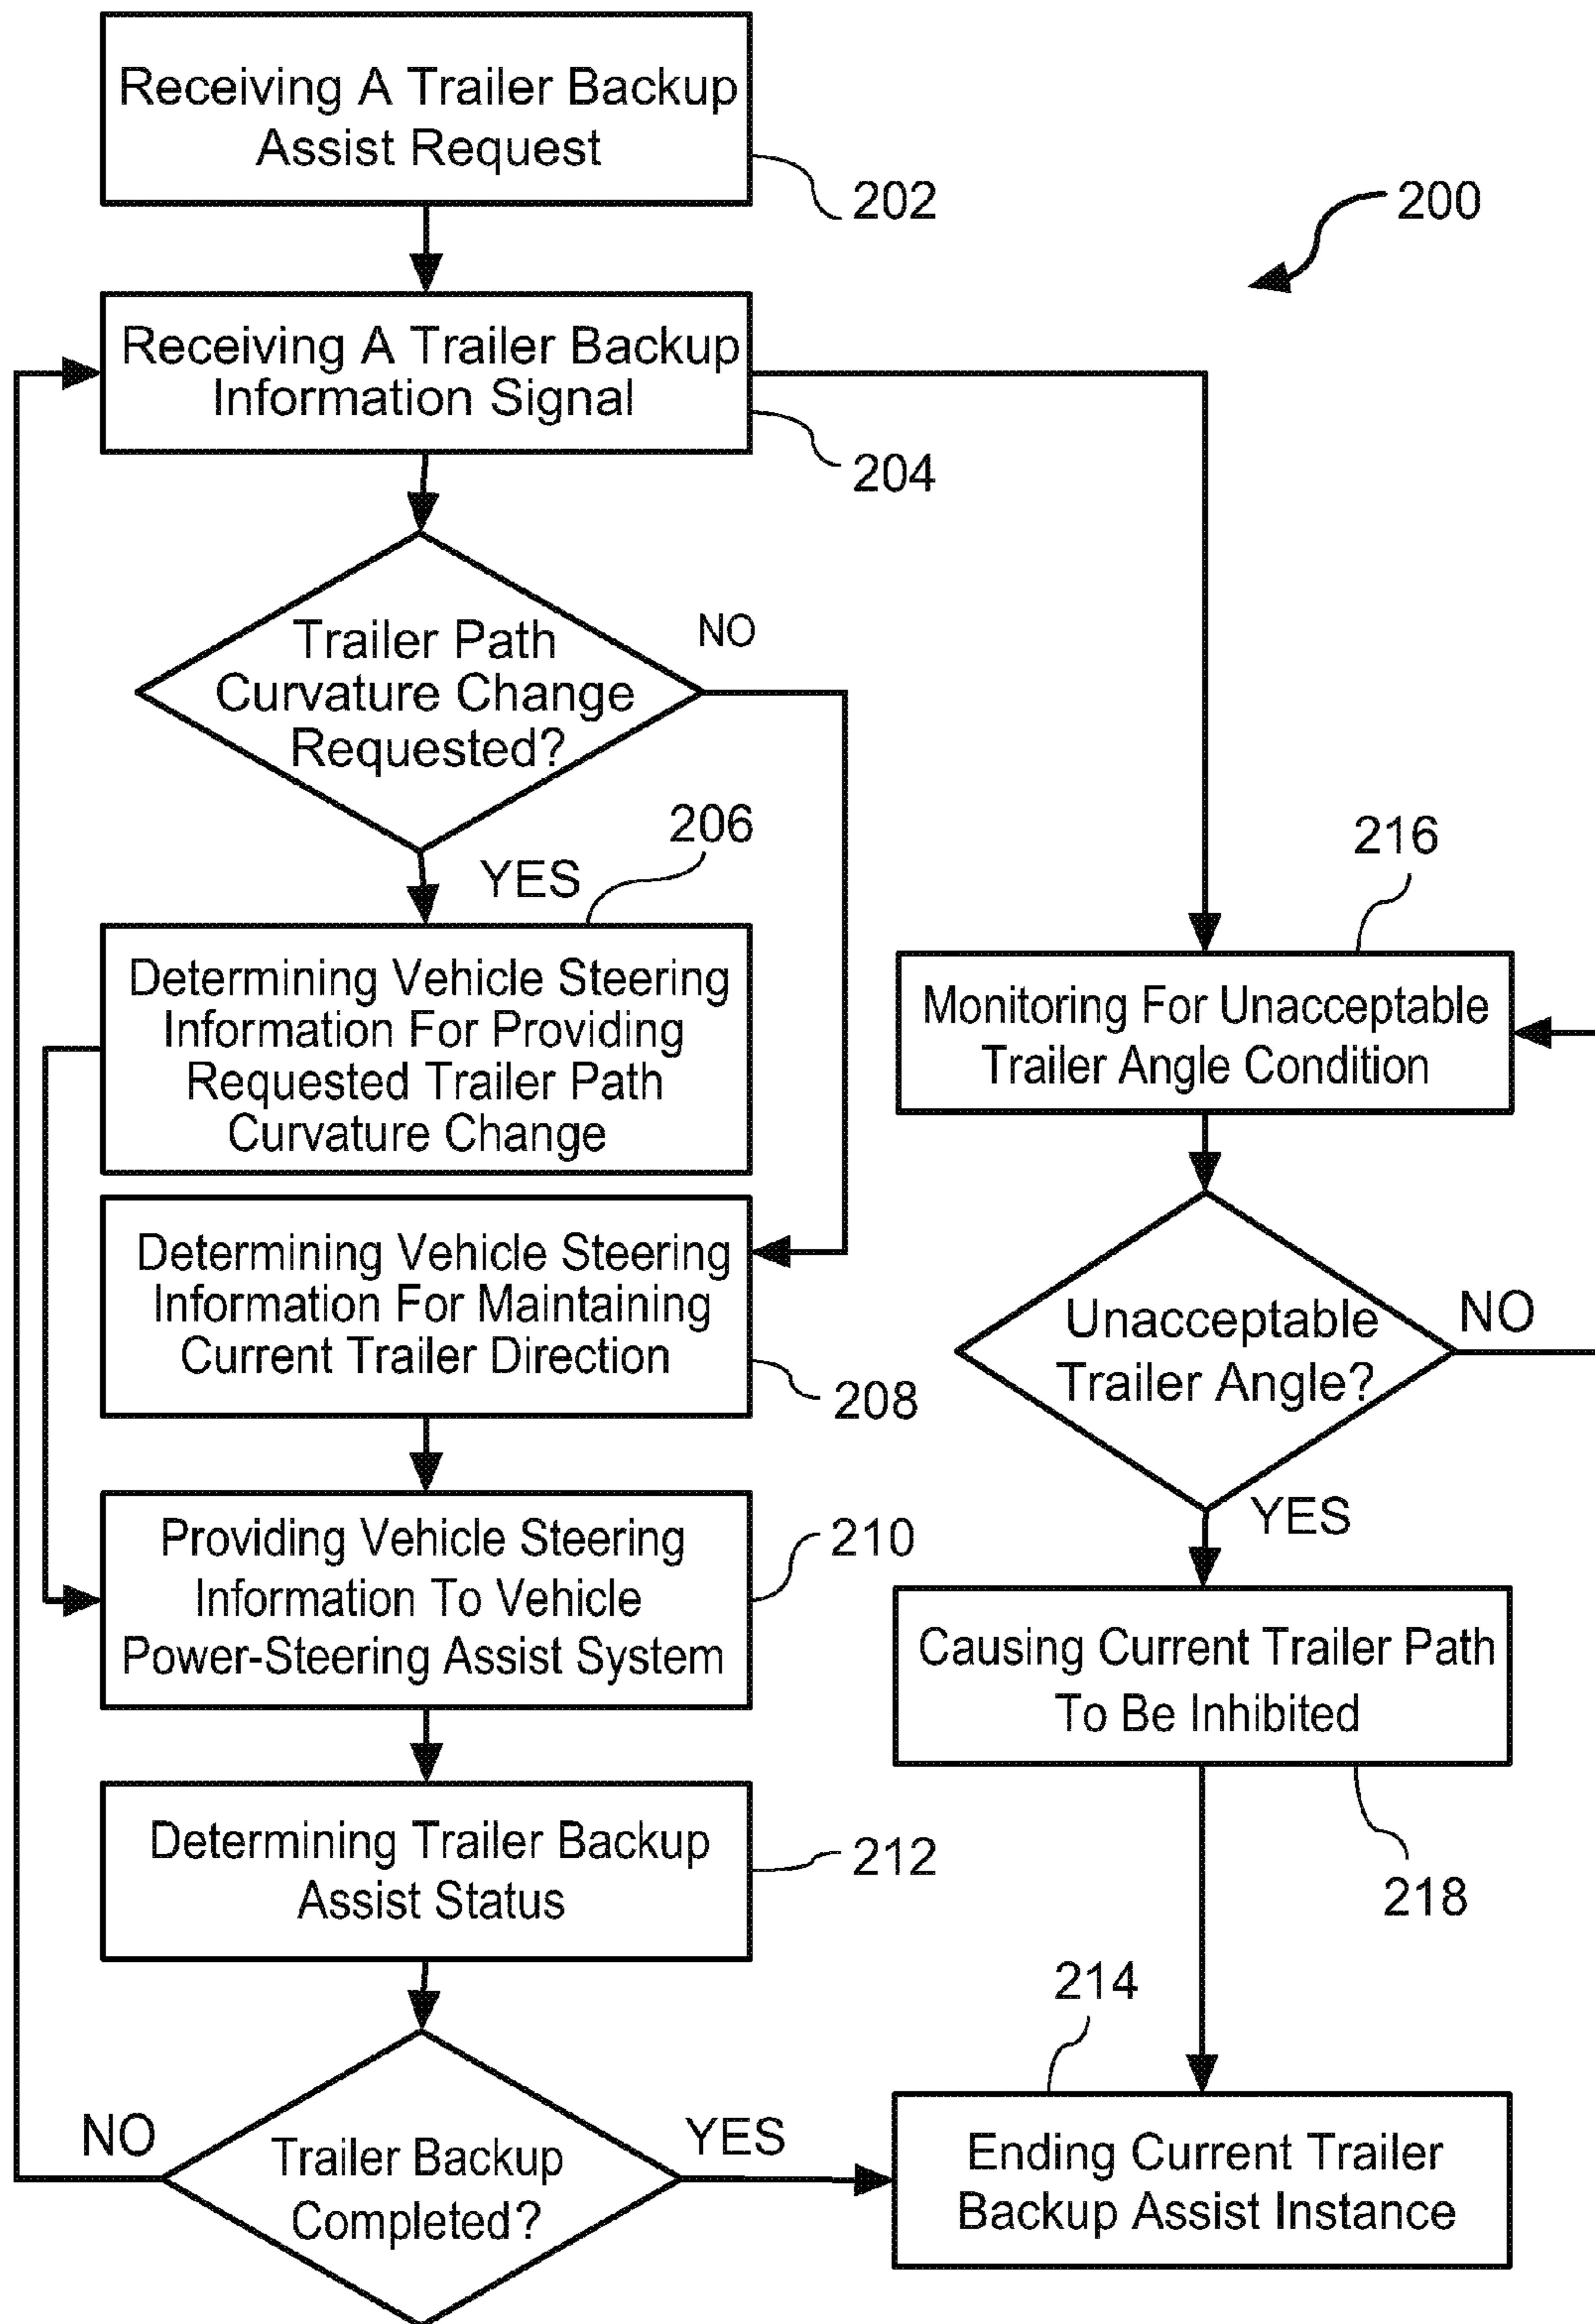 Receiving A Trailer Backup
Assist Request
202
200
Receiving A Trailer Backup
Information Signal
204
Trailer Path
Curvature Change
Requested?
NO
YES
206
Determining Vehicle Steering
Information For Providing
Requested Trailer Path
Curvature Change
Determining Vehicle Steering
Information For Maintaining
Current Trailer Direction
208
Providing Vehicle Steering
Information To Vehicle
Power-Steering Assist System
210
Determining Trailer Backup
Assist Status
212
Trailer Backup
Completed?
NO
YES
216
Monitoring For Unacceptable
Trailer Angle Condition
Unacceptable
Trailer Angle?
NO
YES
Causing Current Trailer Path
To Be Inhibited
218
214
Ending Current Trailer
Backup Assist Instance